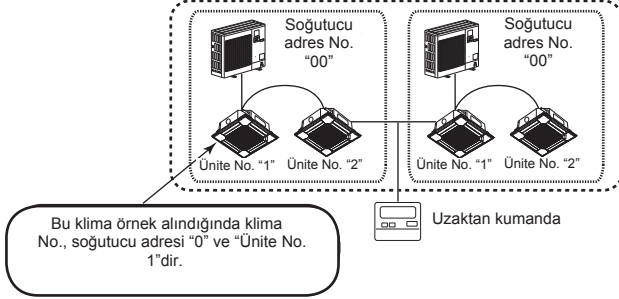 Soğutucu
adres No.
“00”
Soğutucu
adres No.
“00”
Ünite No. “1”
Ünite No. “2”
Ünite No. “1”
Ünite No. “2”
Bu klima örnek alındığında klima
No., soğutucu adresi “0” ve “Ünite No.
1”dir.
Uzaktan kumanda